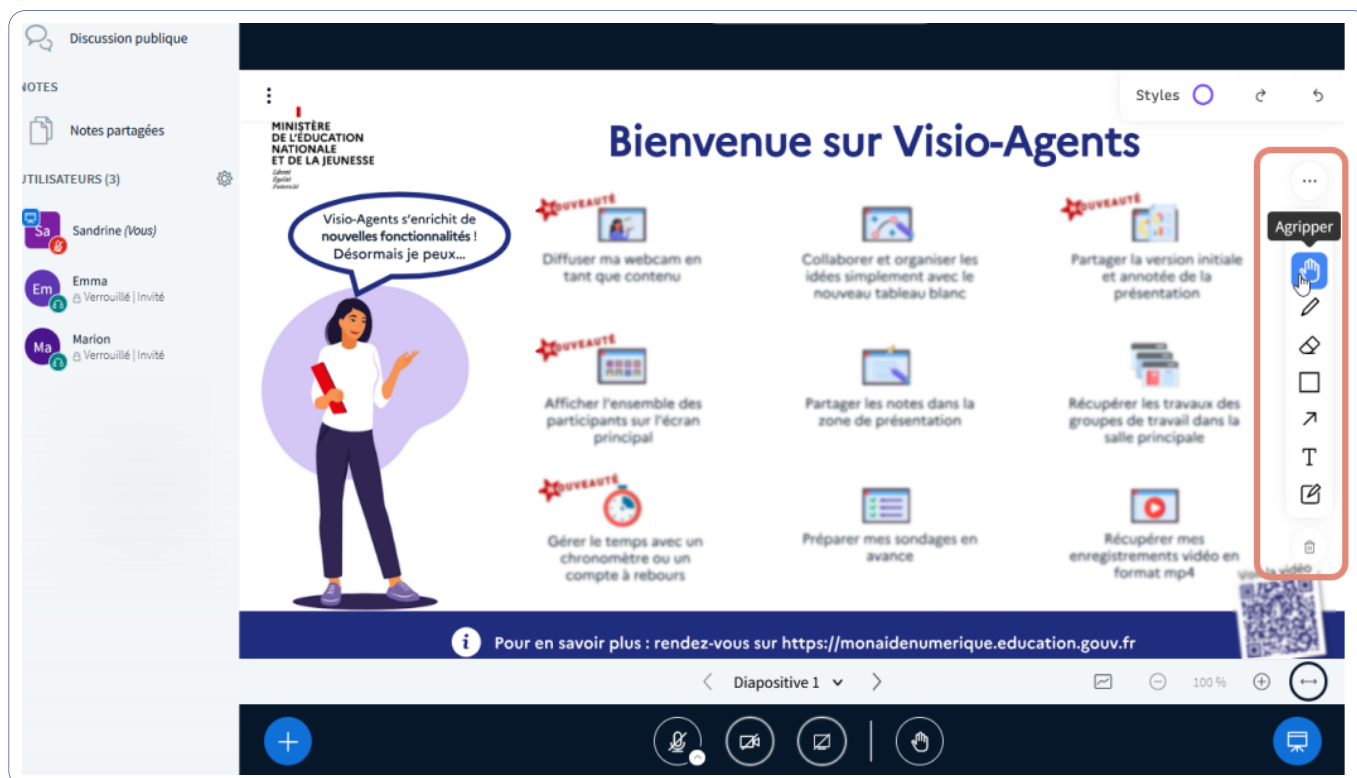 Discussion publique
NOTES
Notes partagées
UTILISATEURS (3)
Sa
Sandrine (Vous)
Em
Emma
Verrouillé | Invité
Ma
Marion
Verrouillé | Invité
MINISTÈRE
DE L'ÉDUCATION
NATIONALE
ET DE LA JEUNESSE
Liberté
Égalité
Fraternité
Bienvenue sur Visio-Agents
Styles
Visio-Agents s'enrichit de
nouvelles fonctionnalités !
Désormais je peux...
NOUVEAUTÉ
Diffuser ma webcam en
tant que contenu
Collaborer et organiser les
idées simplement avec le
nouveau tableau blanc
NOUVEAUTÉ
Partager la version initiale
et annotée de la
présentation
NOUVEAUTÉ
Afficher l'ensemble des
participants sur l'écran
principal
Partager les notes dans la
zone de présentation
Récupérer les travaux des
groupes de travail dans la
salle principale
NOUVEAUTÉ
Gérer le temps avec un
chronomètre ou un
compte à rebours
Préparer mes sondages en
avance
Récupérer mes
enregistrements vidéo en
format mp4
Voir la vidéo
Agripper
T
i
Pour en savoir plus : rendez-vous sur https://monaidenumerique.education.gouv.fr
Diapositive 1
100 %